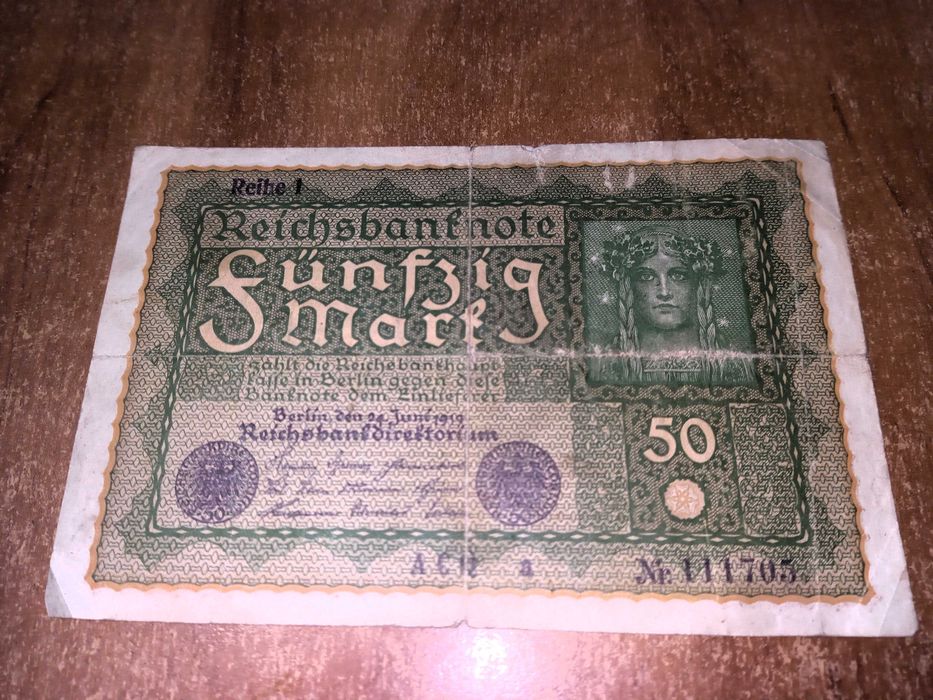 Reihe 1
Reichsbanknote
Fünfzig
Mark
zahlt die Reichsbankhaupt
kasse in Berlin gegen diese
Banknote dem Einlieferer
Berlin den 24. Juni 1919
Reichsbankdirektorium
50
50
a
Nr. 111705